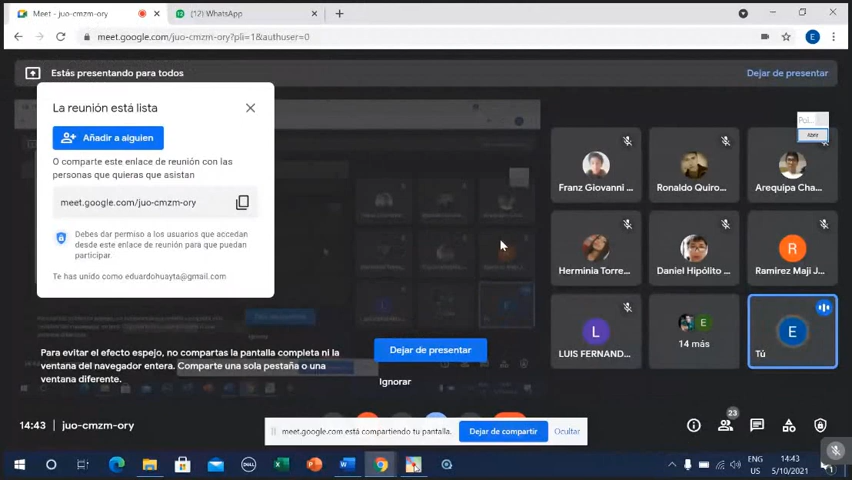 Meet - juo-cmzm-ory
(12) WhatsApp
meet.google.com/juo-cmzm-ory?pli=1&authuser=0
E
Estás presentando para todos
Dejar de presentar
La reunión está lista
Añadir a alguien
O comparte este enlace de reunión con las
personas que quieras que asistan
meet.google.com/juo-cmzm-ory
Debes dar permiso a los usuarios que accedan
desde este enlace de reunión para que puedan
participar.
Te has unido como eduardohuayta@gmail.com
Franz Giovanni ...
Ronaldo Quiro...
Arequipa Cha...
Herminia Torre...
Daniel Hipólito ...
Ramirez Maji J...
R
L
LUIS FERNAND...
E
14 más
E
Tú
Para evitar el efecto espejo, no compartas la pantalla completa ni la
ventana del navegador entera. Comparte una sola pestaña o una
ventana diferente.
Dejar de presentar
Ignorar
14:43
juo-cmzm-ory
23
meet.google.com está compartiendo tu pantalla.
Dejar de compartir
Ocultar
DELL
ENG
US
14:43
5/10/2021